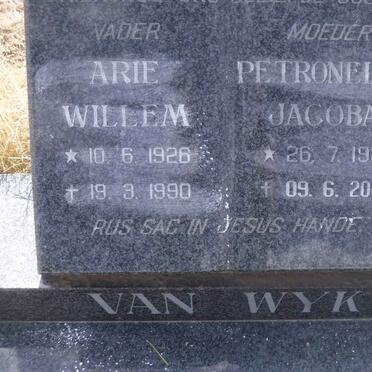 VADER MOEDER
ARIE PETRONEL
WILLEM JACOBA
★ 10. 6. 1926 ★ 26. 7. 19
✝ 19. 3. 1990 ✝ 09. 6. 20
RUS SAG IN JESUS HANDE
VAN WYK